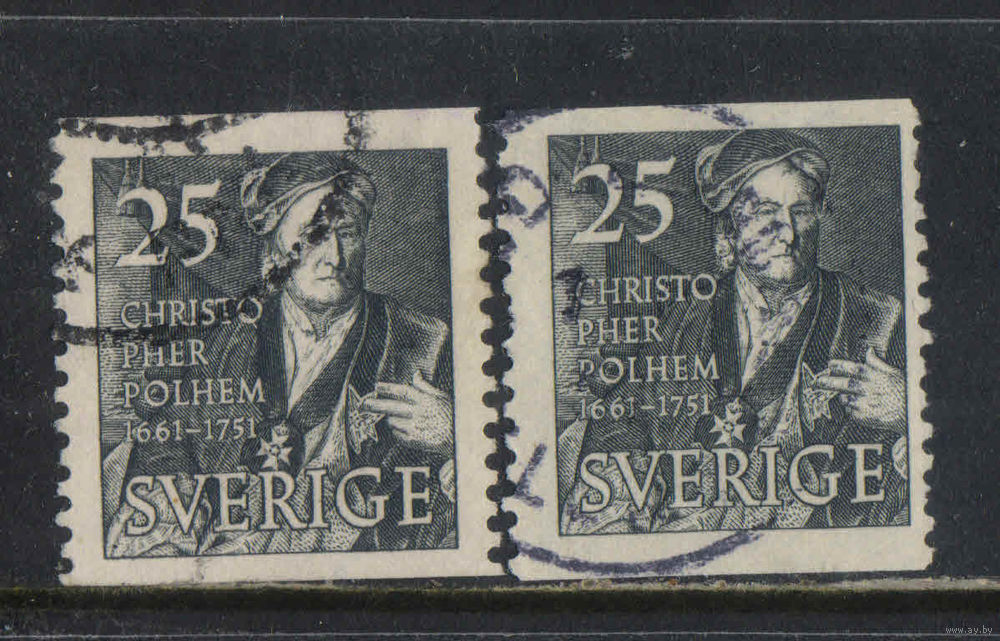 25
CHRISTO
PHER
POLHEM
1661-1751
SVERIGE
25
CHRISTO
PHER
POLHEM
1661-1751
SVERIGE
www.ay.by